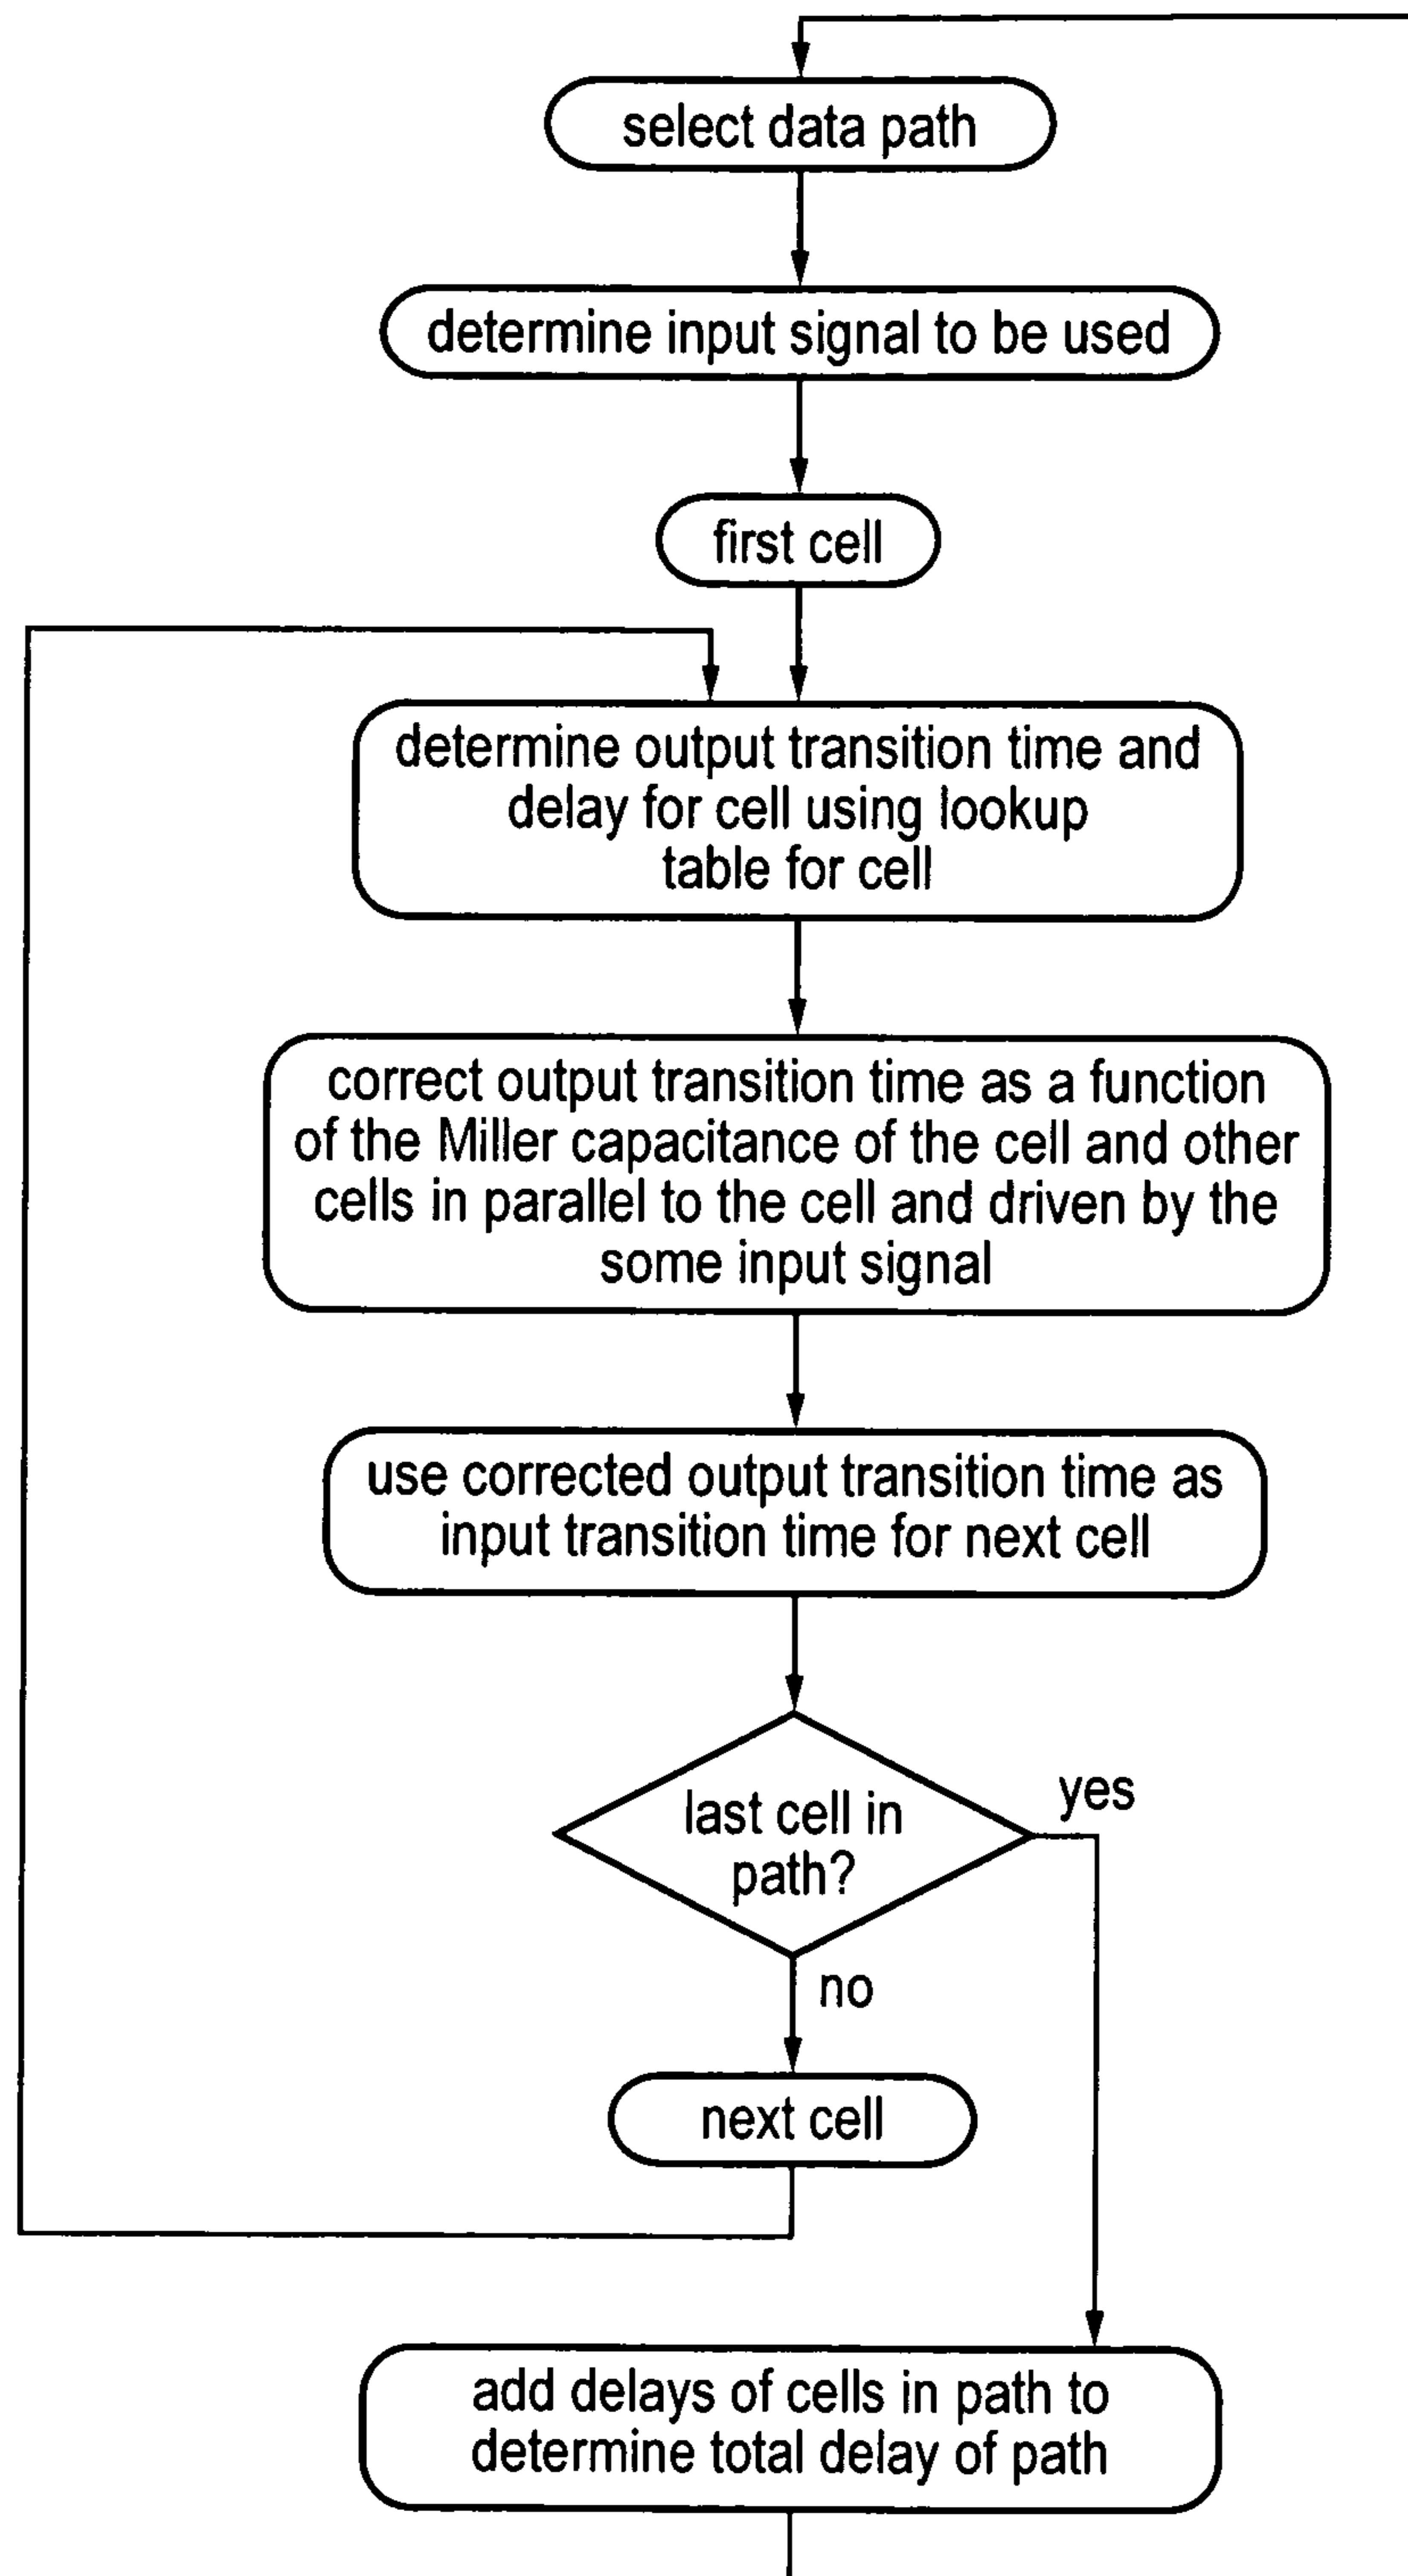 select data path
determine input signal to be used
first cell
determine output transition time and
delay for cell using lookup
table for cell
correct output transition time as a function
of the Miller capacitance of the cell and other
cells in parallel to the cell and driven by the
some input signal
use corrected output transition time as
input transition time for next cell
last cell in
path?
yes
no
next cell
add delays of cells in path to
determine total delay of path